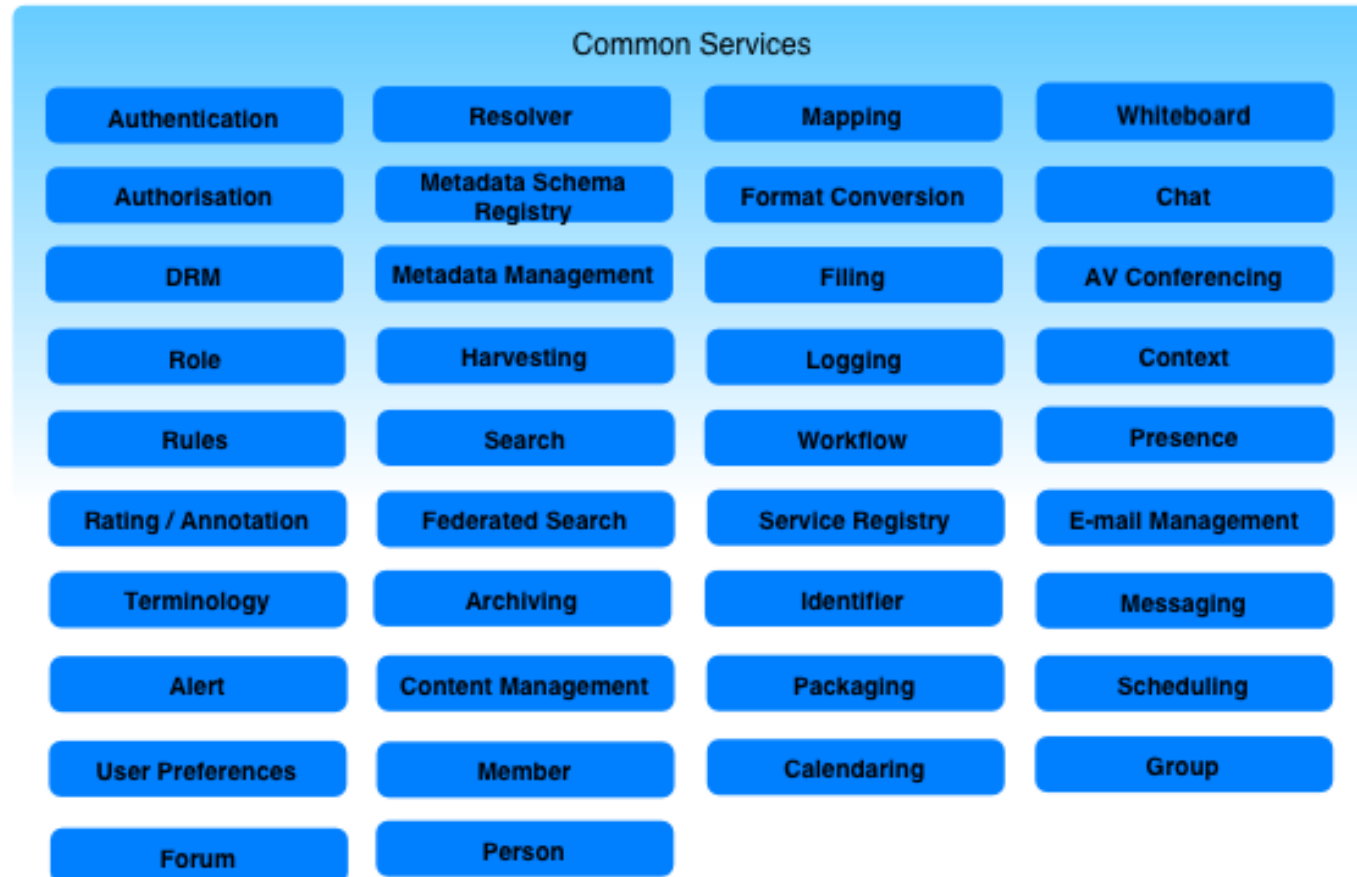 Common Services
Authentication
Resolver
Mapping
Whiteboard
Authorisation
Metadata Schema
Registry
Format Conversion
Chat
DRM
Metadata Management
Filing
AV Conferencing
Role
Harvesting
Logging
Context
Rules
Search
Workflow
Presence
Rating / Annotation
Federated Search
Service Registry
E-mail Management
Terminology
Archiving
Identifier
Messaging
Alert
Content Management
Packaging
Scheduling
User Preferences
Member
Calendaring
Group
Forum
Person